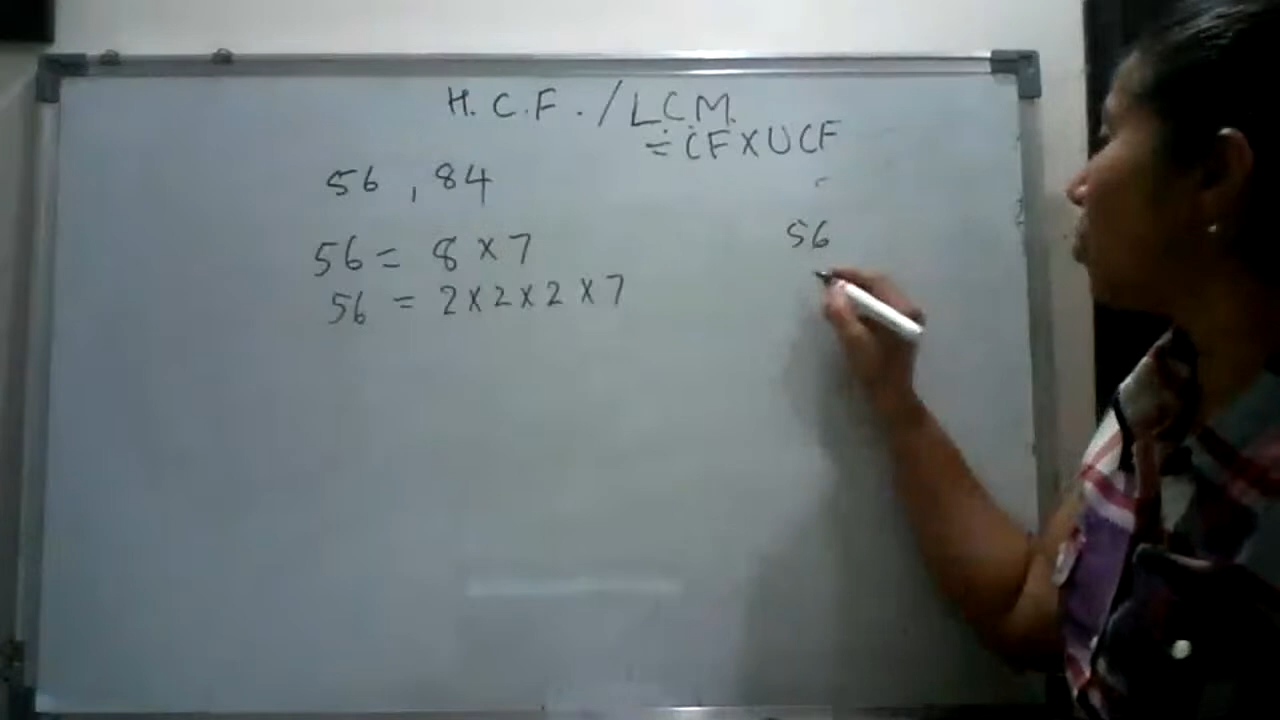 H. C. F. / LCM.
= CF X UCF
56 , 84
56 = 8 x 7
56
56 = 2 x 2 x 2 x 7